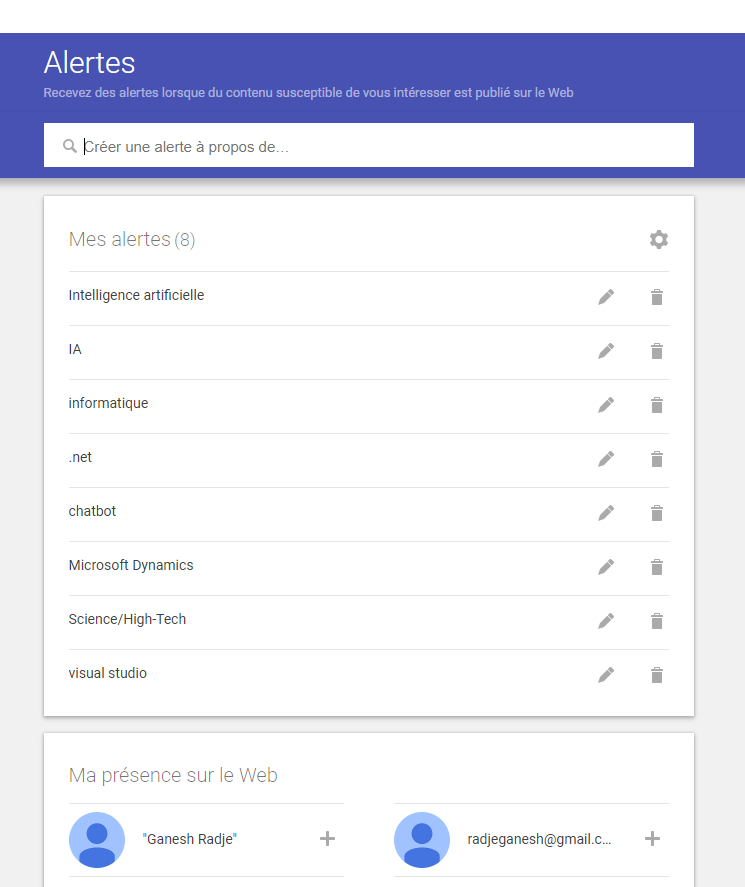 Alertes
Recevez des alertes lorsque du contenu susceptible de vous intéresser est publié sur le Web
Créer une alerte à propos de…
Mes alertes (8)
Intelligence artificielle
IA
informatique
.net
chatbot
Microsoft Dynamics
Science/High-Tech
visual studio
Ma présence sur le Web
"Ganesh Radje"
radjeganesh@gmail.c…